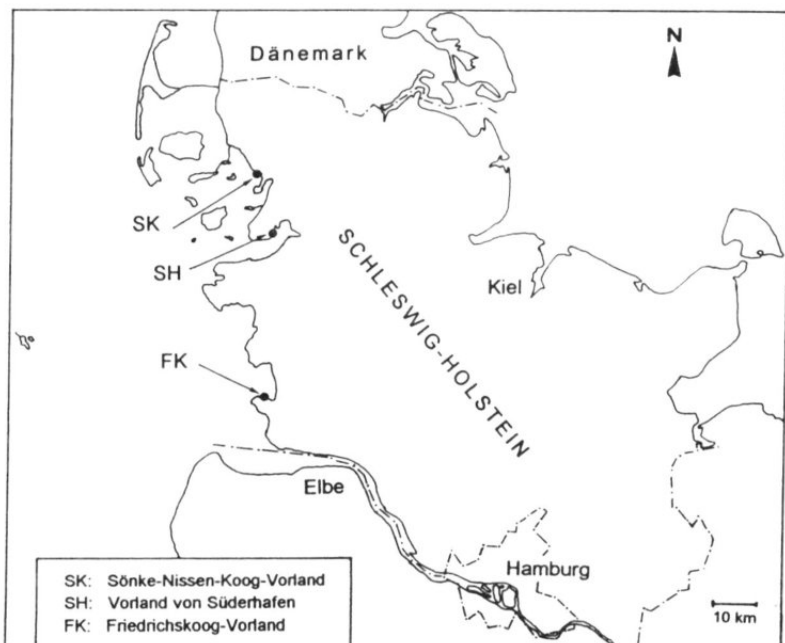 Dänemark
N
SK
SH
SCHLESWIG-HOLSTEIN
Kiel
FK
Elbe
Hamburg
10 km
SK: Sönke-Nissen-Koog-Vorland
SH: Vorland von Süderhafen
FK: Friedrichskoog-Vorland